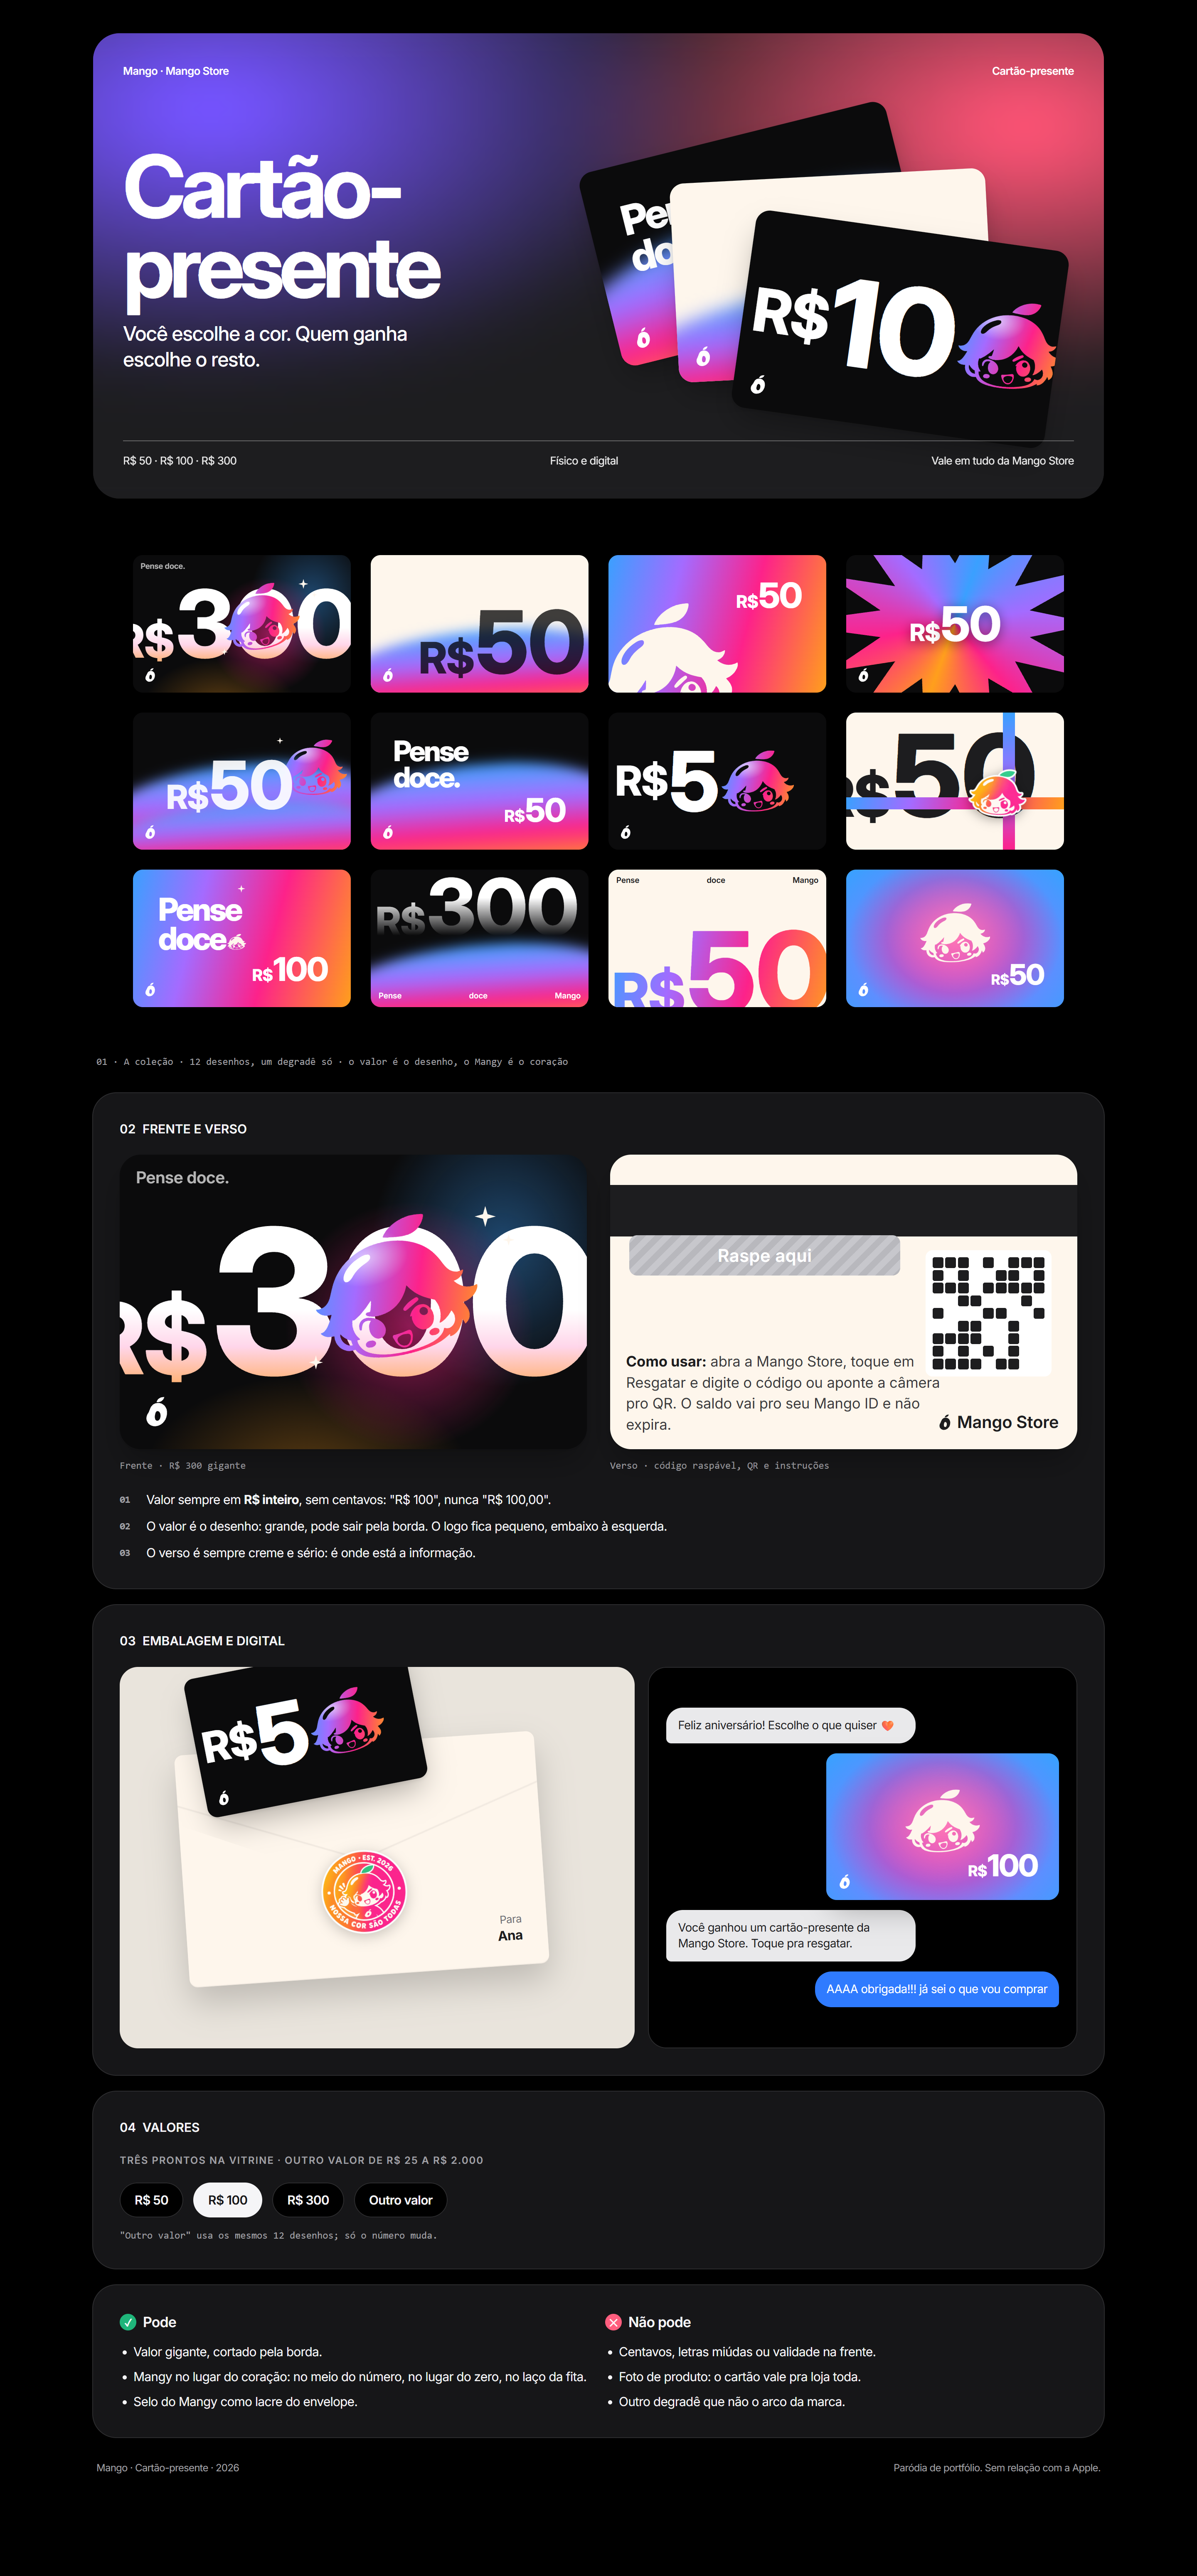 Mango · Mango Store
Cartão-presente
Cartão-
presente
Você escolhe a cor. Quem ganha
escolhe o resto.
R$10
R$ 50 · R$ 100 · R$ 300
Físico e digital
Vale em tudo da Mango Store
Pense doce.
R$300
R$50
R$50
R$50
R$50
Pense
doce.
R$50
R$5
R$50
Pense
doce
R$100
R$300
Pense doce Mango
Pense doce Mango
R$50
R$50
01 · A coleção · 12 desenhos, um degradê só · o valor é o desenho, o Mangy é o coração
02 FRENTE E VERSO
Pense doce.
R$300
Raspe aqui
Como usar: abra a Mango Store, toque em
Resgatar e digite o código ou aponte a câmera
pro QR. O saldo vai pro seu Mango ID e não
expira.
Mango Store
Frente · R$ 300 gigante
Verso · código raspável, QR e instruções
01 Valor sempre em R$ inteiro, sem centavos: "R$ 100", nunca "R$ 100,00".
02 O valor é o desenho: grande, pode sair pela borda. O logo fica pequeno, embaixo à esquerda.
03 O verso é sempre creme e sério: é onde está a informação.
03 EMBALAGEM E DIGITAL
R$5
MANGO · EST. 2026
NOSSA COR SÃO TODAS
Para
Ana
Feliz aniversário! Escolhe o que quiser
R$100
Você ganhou um cartão-presente da
Mango Store. Toque pra resgatar.
AAAA obrigada!!! já sei o que vou comprar
04 VALORES
TRÊS PRONTOS NA VITRINE · OUTRO VALOR DE R$ 25 A R$ 2.000
R$ 50
R$ 100
R$ 300
Outro valor
"Outro valor" usa os mesmos 12 desenhos; só o número muda.
Pode
• Valor gigante, cortado pela borda.
• Mangy no lugar do coração: no meio do número, no lugar do zero, no laço da fita.
• Selo do Mangy como lacre do envelope.
Não pode
• Centavos, letras miúdas ou validade na frente.
• Foto de produto: o cartão vale pra loja toda.
• Outro degradê que não o arco da marca.
Mango · Cartão-presente · 2026
Paródia de portfólio. Sem relação com a Apple.